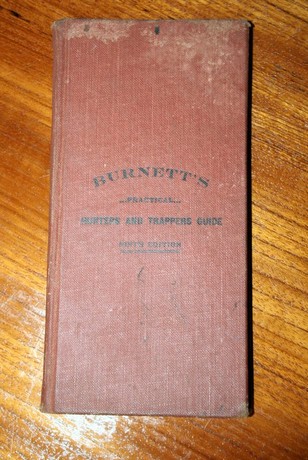 BURNETT'S
...PRACTICAL...
HUNTERS AND TRAPPERS GUIDE
EDITION